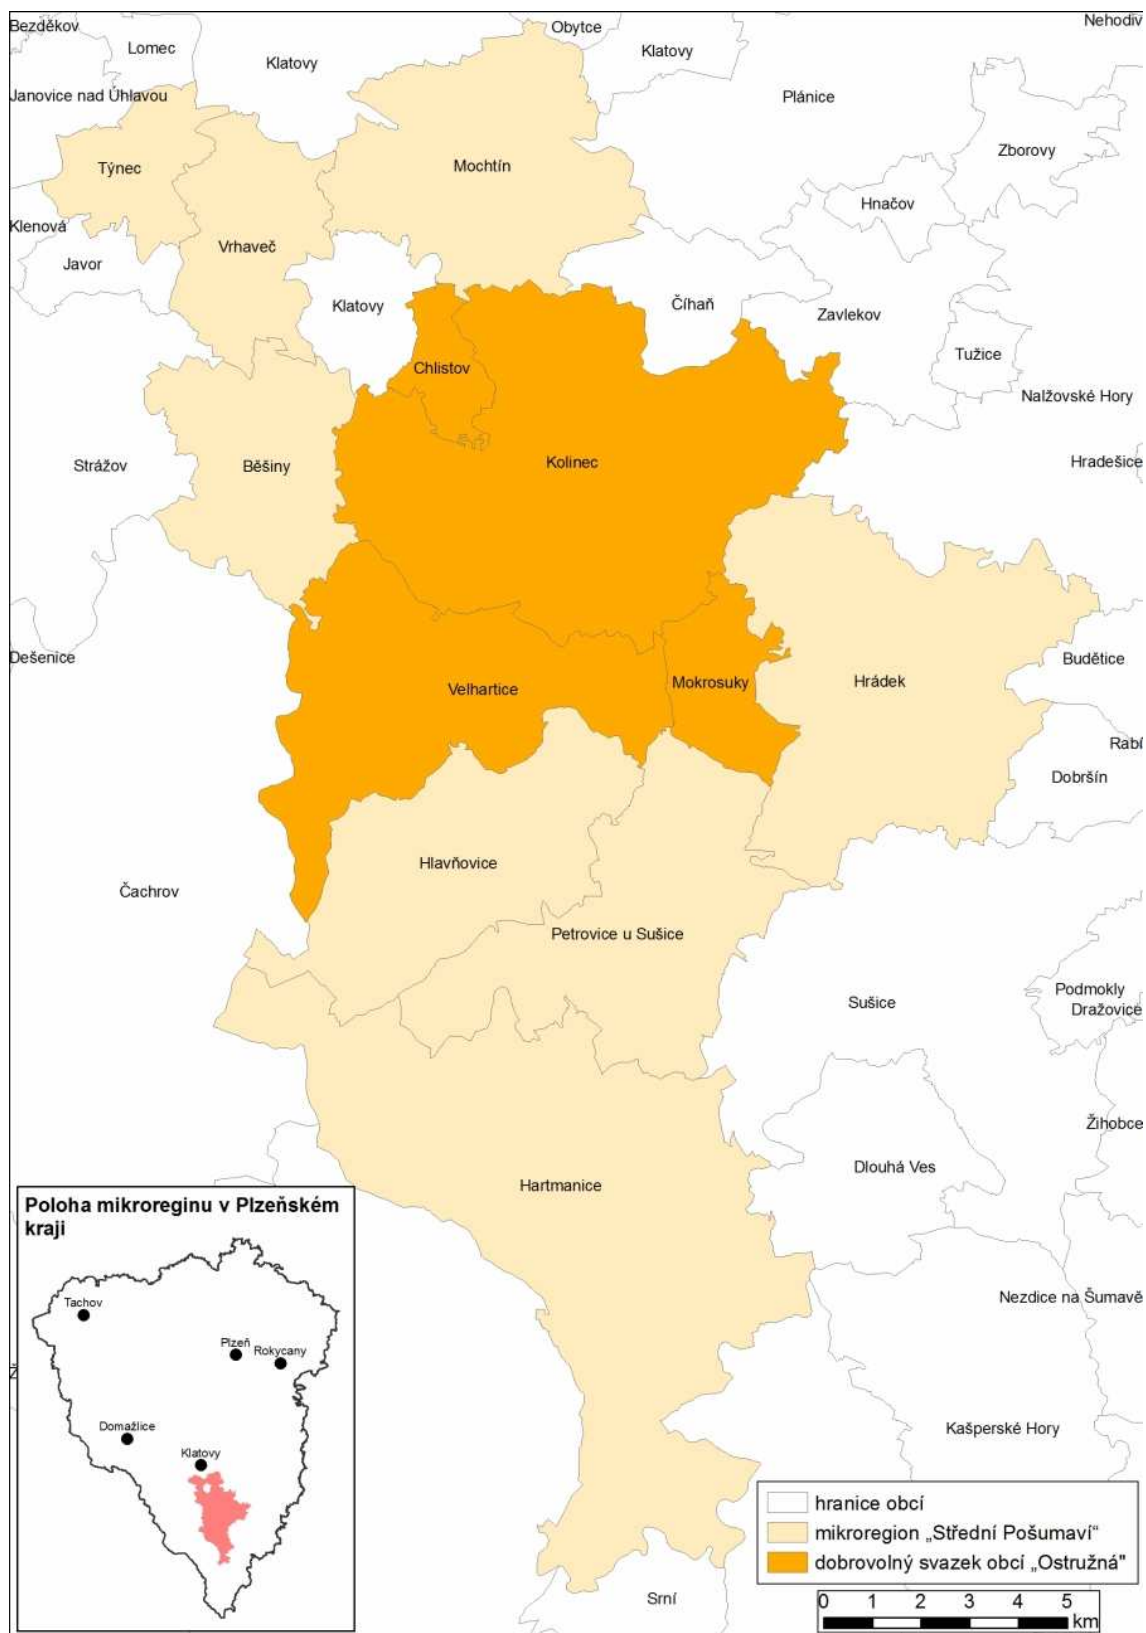 Bezděkov
Lomec
Klatovy
Obytce
Klatovy
Nehodiv
Janovice nad Úhlavou
Plánice
Týnec
Mochtín
Zborovy
Hnačov
Klenová
Javor
Vrhaveč
Klatovy
Číhaň
Zavlekov
Tužice
Chlistov
Nalžovské Hory
Strážov
Běšiny
Kolinec
Hradešice
Dešenice
Velhartice
Mokrosuky
Hrádek
Budětice
Rabí
Dobršín
Čachrov
Hlavňovice
Petrovice u Sušice
Sušice
Podmokly
Dražovice
Žihobce
Hartmanice
Dlouhá Ves
Nezdice na Šumavě
Kašperské Hory
Srní
Poloha mikroreginu v Plzeňském
kraji
Tachov
Plzeň
Rokycany
Domažlice
Klatovy
hranice obcí
mikroregion „Střední Pošumaví“
dobrovolný svazek obcí „Ostružná"
0 1 2 3 4 5
km